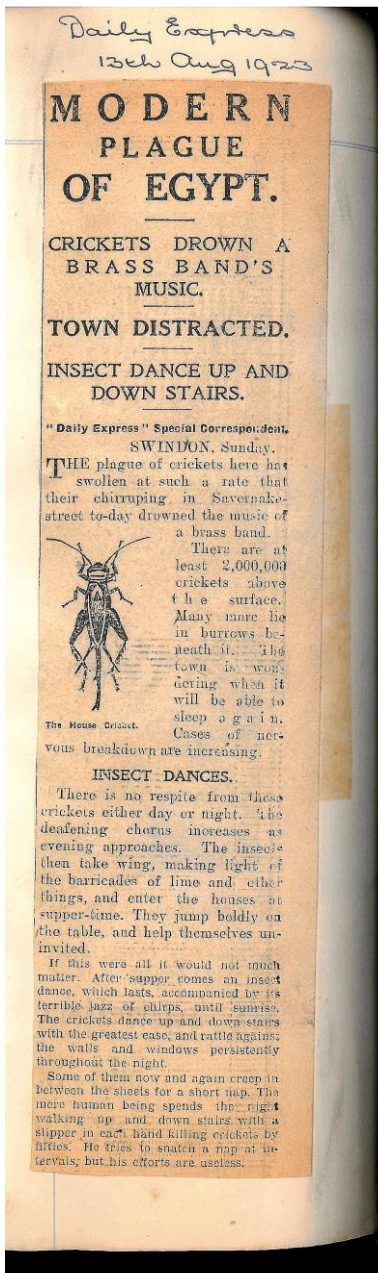 Daily Express
13th Aug 1923
MODERN
PLAGUE
OF EGYPT.
CRICKETS DROWN A
BRASS BAND'S
MUSIC.
TOWN DISTRACTED.
INSECT DANCE UP AND
DOWN STAIRS.
"Daily Express" Special Correspondent.
SWINDON, Sunday.
THE plague of crickets here has
swollen at such a rate that
their chirruping in Savernake-
street to-day drowned the music of
a brass band.
There are at
least 2,000,000
crickets above
the surface.
Many more lie
in burrows be-
neath it. The
town is won-
dering when it
will be able to
sleep again.
Cases of ner-
vous breakdown are increasing.
The House Cricket.
INSECT DANCES.
There is no respite from these
crickets either day or night. The
deafening chorus increases as
evening approaches. The insects
then take wing, making light of
the barricades of lime and other
things, and enter the houses at
supper-time. They jump boldly on
the table, and help themselves un-
invited.
If this were all it would not much
matter. After supper comes an insect
dance, which lasts, accompanied by its
terrible jazz of chirps, until sunrise.
The crickets dance up and down stairs
with the greatest ease, and rattle against
the walls and windows persistently
throughout the night.
Some of them now and again creep in
between the sheets for a short nap. The
mere human being spends the night
walking up and down stairs with a
slipper in each hand killing crickets by
fifties. He tries to snatch a nap at in-
tervals, but his efforts are useless.